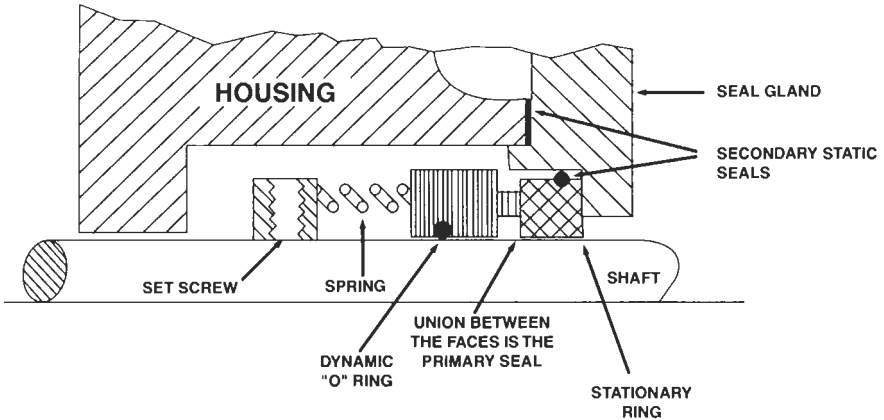 HOUSING
SEAL GLAND
SECONDARY STATIC
SEALS
SET SCREW
SPRING
SHAFT
DYNAMIC
"O" RING
UNION BETWEEN
THE FACES IS THE
PRIMARY SEAL
STATIONARY
RING